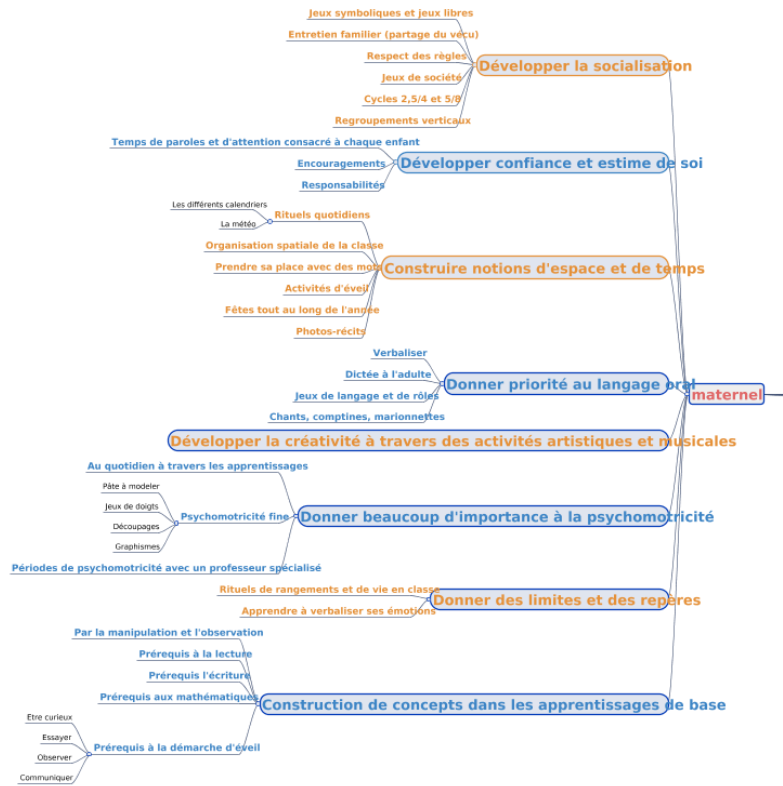 Jeux symboliques et jeux libres
Entretien familier (partage du vécu)
Respect des règles
Jeux de société
Cycles 2,5/4 et 5/8
Regroupements verticaux
Développer la socialisation
Temps de paroles et d'attention consacré à chaque enfant
Encouragements
Responsabilités
Développer confiance et estime de soi
Les différents calendriers
La météo
Rituels quotidiens
Organisation spatiale de la classe
Prendre sa place avec des mots
Activités d'éveil
Fêtes tout au long de l'année
Photos-récits
Construire notions d'espace et de temps
Verbaliser
Dictée à l'adulte
Jeux de langage et de rôles
Chants, comptines, marionnettes
Donner priorité au langage oral
maternel
Développer la créativité à travers des activités artistiques et musicales
Au quotidien à travers les apprentissages
Pâte à modeler
Jeux de doigts
Découpages
Graphismes
Psychomotricité fine
Périodes de psychomotricité avec un professeur spécialisé
Donner beaucoup d'importance à la psychomotricité
Rituels de rangements et de vie en classe
Apprendre à verbaliser ses émotions
Donner des limites et des repères
Par la manipulation et l'observation
Prérequis à la lecture
Prérequis l'écriture
Prérequis aux mathématiques
Etre curieux
Essayer
Observer
Communiquer
Prérequis à la démarche d'éveil
Construction de concepts dans les apprentissages de base